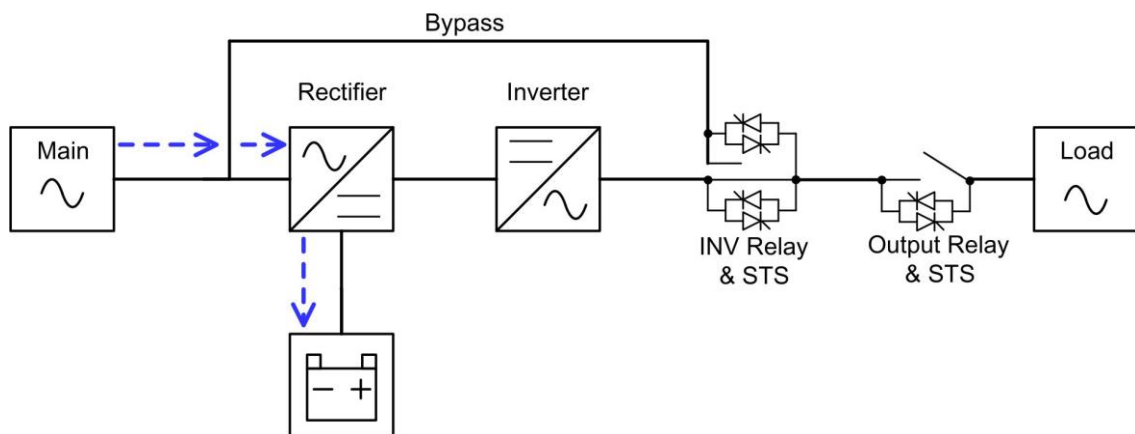 Bypass
Rectifier
Inverter
Main
Load
INV Relay
& STS
Output Relay
& STS